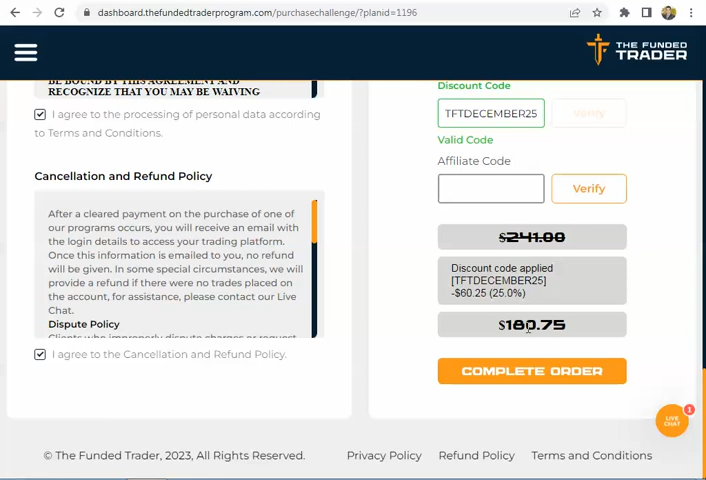 dashboard.thefundedtraderprogram.com/purchasechallenge/?planid=1196
THE FUNDED
TRADER
BE BOUND BY THIS AGREEMENT AND
RECOGNIZE THAT YOU MAY BE WAIVING
I agree to the processing of personal data according
to Terms and Conditions.
Cancellation and Refund Policy
After a cleared payment on the purchase of one of
our programs occurs, you will receive an email with
the login details to access your trading platform.
Once this information is emailed to you, no refund
will be given. In some special circumstances, we will
provide a refund if there were no trades placed on
the account, for assistance, please contact our Live
Chat.
Dispute Policy
Clients who improperly dispute charges or request
I agree to the Cancellation and Refund Policy.
Discount Code
TFTDECEMBER25
Verify
Valid Code
Affiliate Code
Verify
$241.00
Discount code applied
[TFTDECEMBER25]
-$60.25 (25.0%)
$180.75
COMPLETE ORDER
LIVE
CHAT
1
© The Funded Trader, 2023, All Rights Reserved.
Privacy Policy
Refund Policy
Terms and Conditions